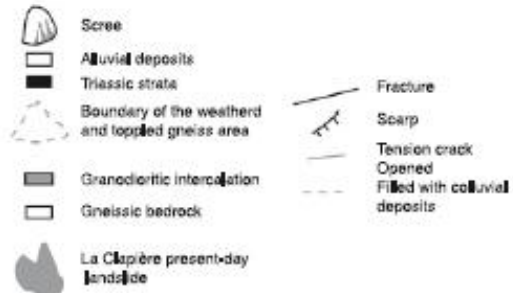 Scree
Alluvial deposits
Triassic strata
Boundary of the weatherd
and toppled gneiss area
Granodioritic intercalation
Gneissic bedrock
La Clapière present-day
landslide
Fracture
Scarp
Tension crack
Opened
Filled with colluvial
deposits